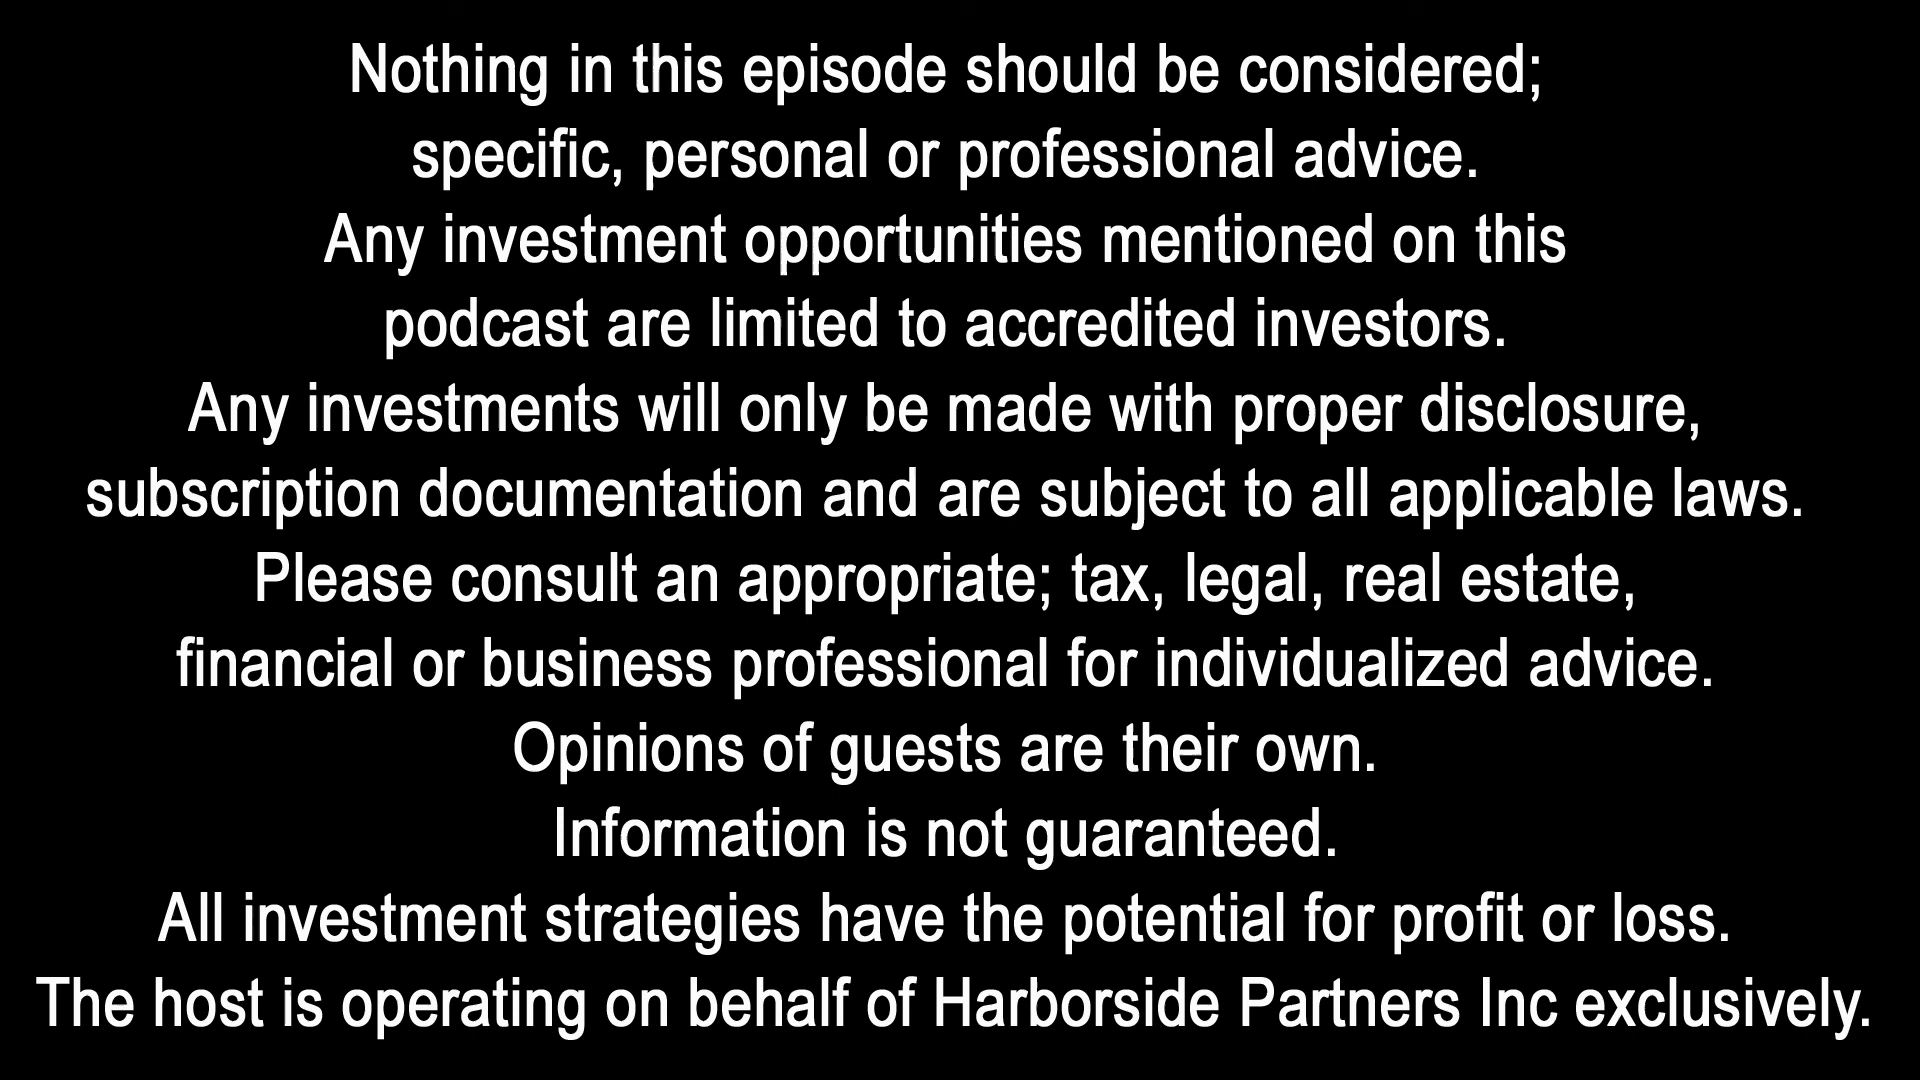 Nothing in this episode should be considered;
specific, personal or professional advice.
Any investment opportunities mentioned on this
podcast are limited to accredited investors.
Any investments will only be made with proper disclosure,
subscription documentation and are subject to all applicable laws.
Please consult an appropriate; tax, legal, real estate,
financial or business professional for individualized advice.
Opinions of guests are their own.
Information is not guaranteed.
All investment strategies have the potential for profit or loss.
The host is operating on behalf of Harborside Partners Inc exclusively.